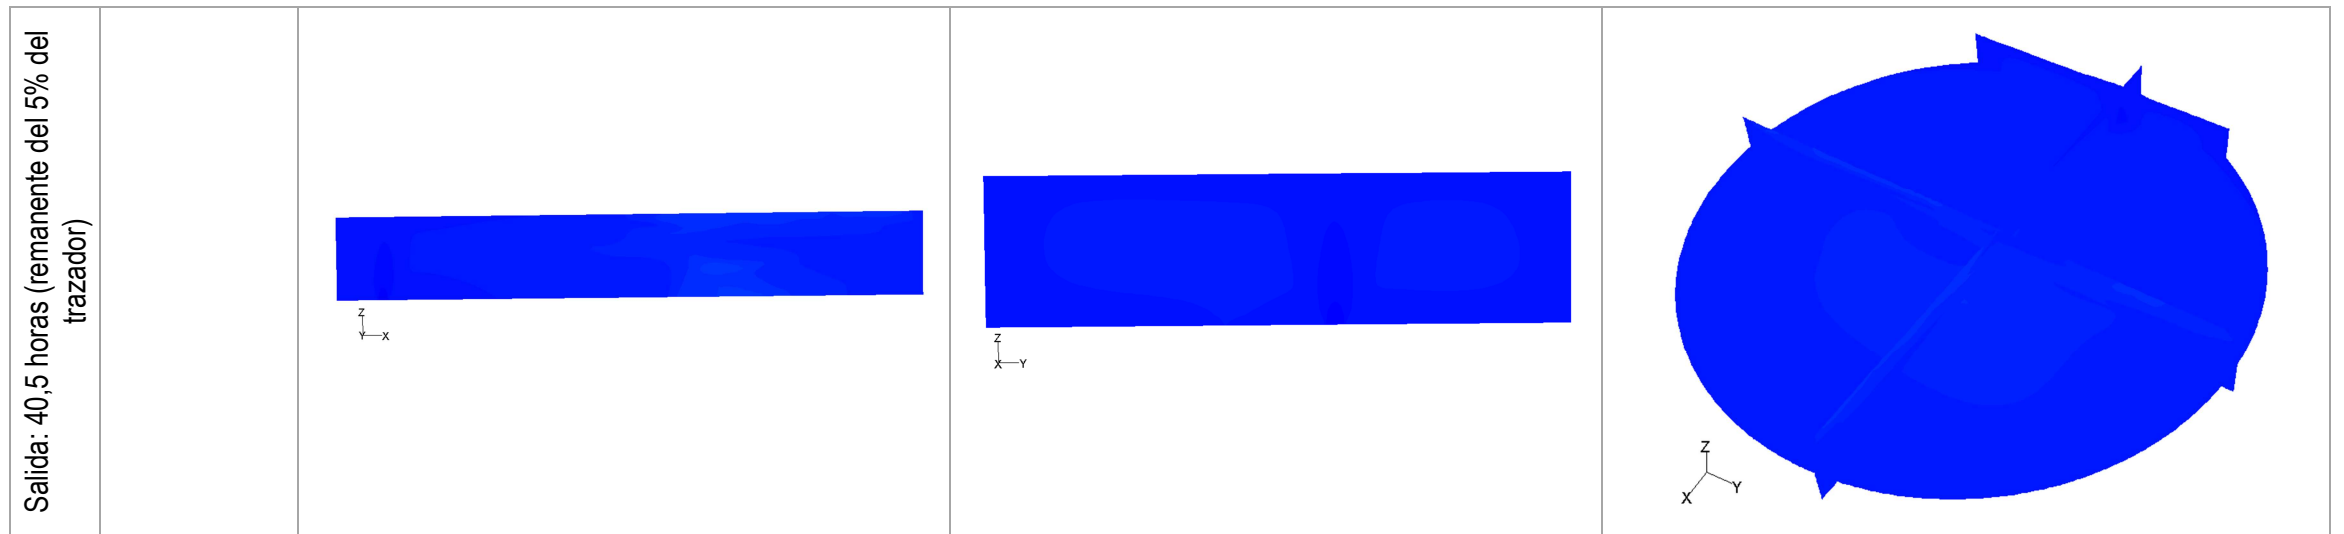 Salida: 40,5 horas (remanente del 5% del
trazador)
Z
Y X
Z
X Y
Z
X Y